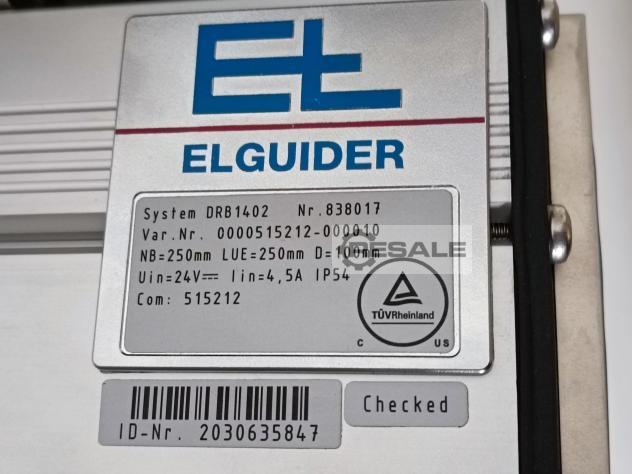 EL
ELGUIDER
System DRB1402 Nr.838017
Var.Nr. 0000515212-000010
NB=250mm LUE=250mm D=100mm
Uin=24V⎓ Iin=4,5A IP54
Com: 515212
TÜVRheinland
C US
RESALE
ID-Nr. 2030635847
Checked